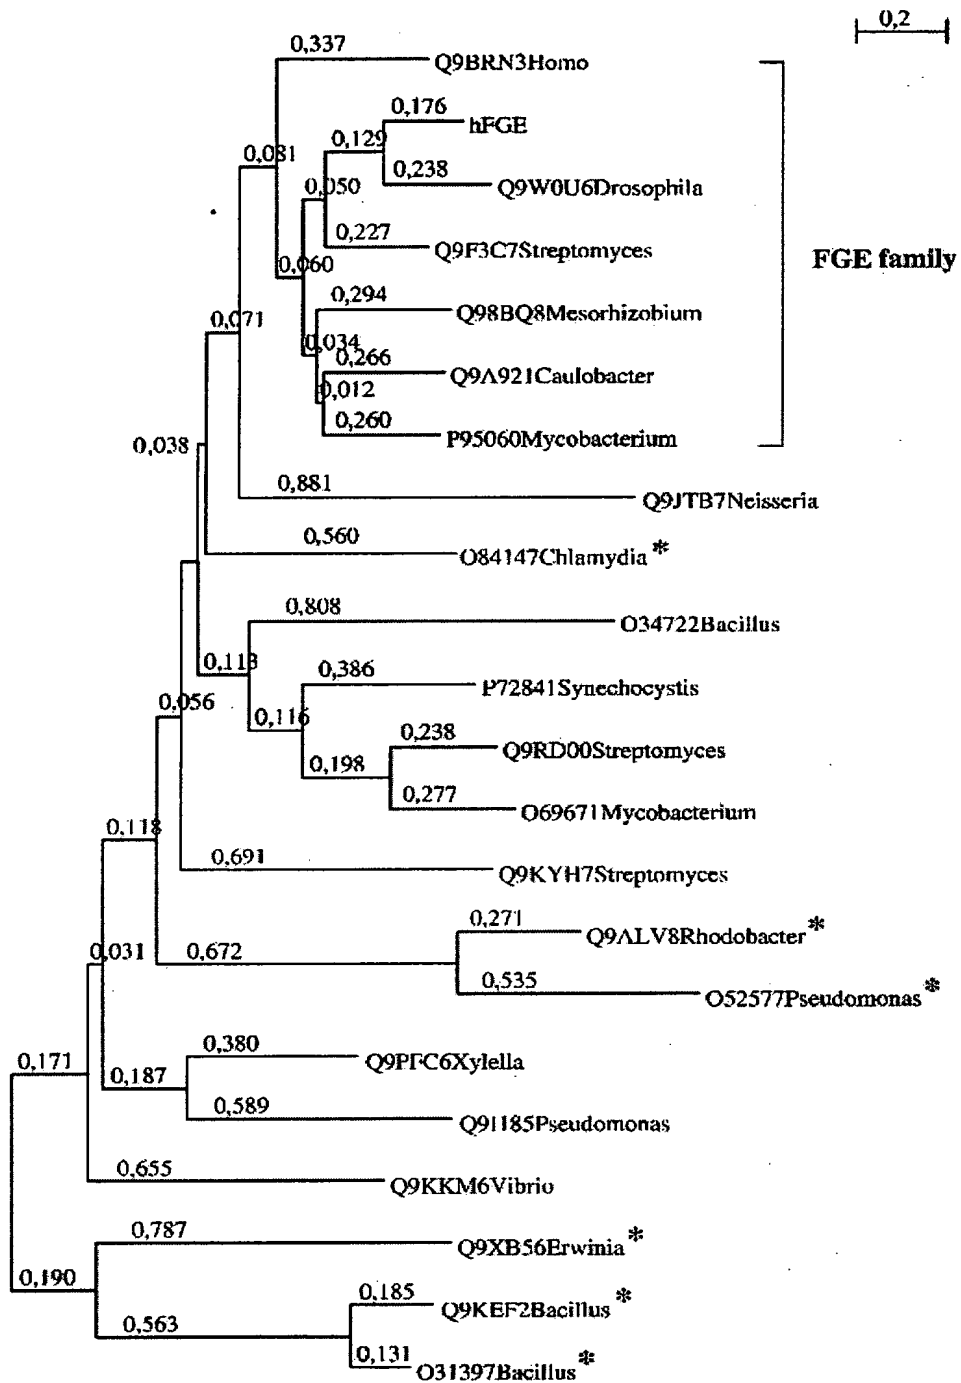 0,2
0,337
Q9BRN3Homo
0,176
hFGE
0,129
0,081
0,238
Q9W0U6Drosophila
0,050
0,227
Q9F3C7Streptomyces
FGE family
0,060
0,294
Q98BQ8Mesorhizobium
0,071
0,034
0,266
Q9A921Caulobacter
0,012
0,260
P95060Mycobacterium
0,038
0,881
Q9JTB7Neisseria
0,560
O84147Chlamydia*
0,808
O34722Bacillus
0,113
0,386
P72841Synechocystis
0,056
0,116
0,238
Q9RD00Streptomyces
0,198
0,277
O69671Mycobacterium
0,118
0,691
Q9KYH7Streptomyces
0,271
Q9ALV8Rhodobacter*
0,031
0,672
0,535
O52577Pseudomonas*
0,380
Q9PFC6Xylella
0,171
0,187
0,589
Q9I185Pseudomonas
0,655
Q9KKM6Vibrio
0,787
Q9XB56Erwinia*
0,190
0,185
Q9KEF2Bacillus*
0,563
0,131
O31397Bacillus*